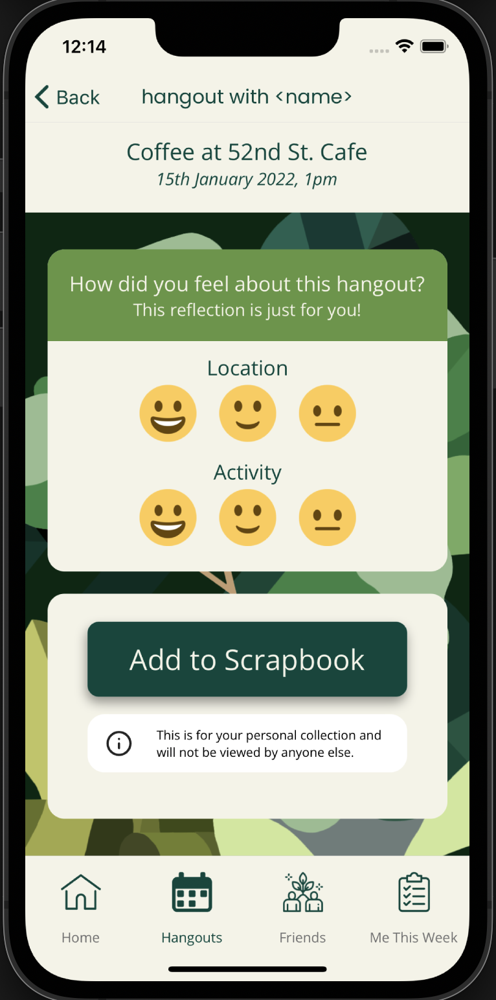 12:14
Back
hangout with <name>
Coffee at 52nd St. Cafe
15th January 2022, 1pm
How did you feel about this hangout?
This reflection is just for you!
Location
Activity
Add to Scrapbook
This is for your personal collection and
will not be viewed by anyone else.
Home
Hangouts
Friends
Me This Week